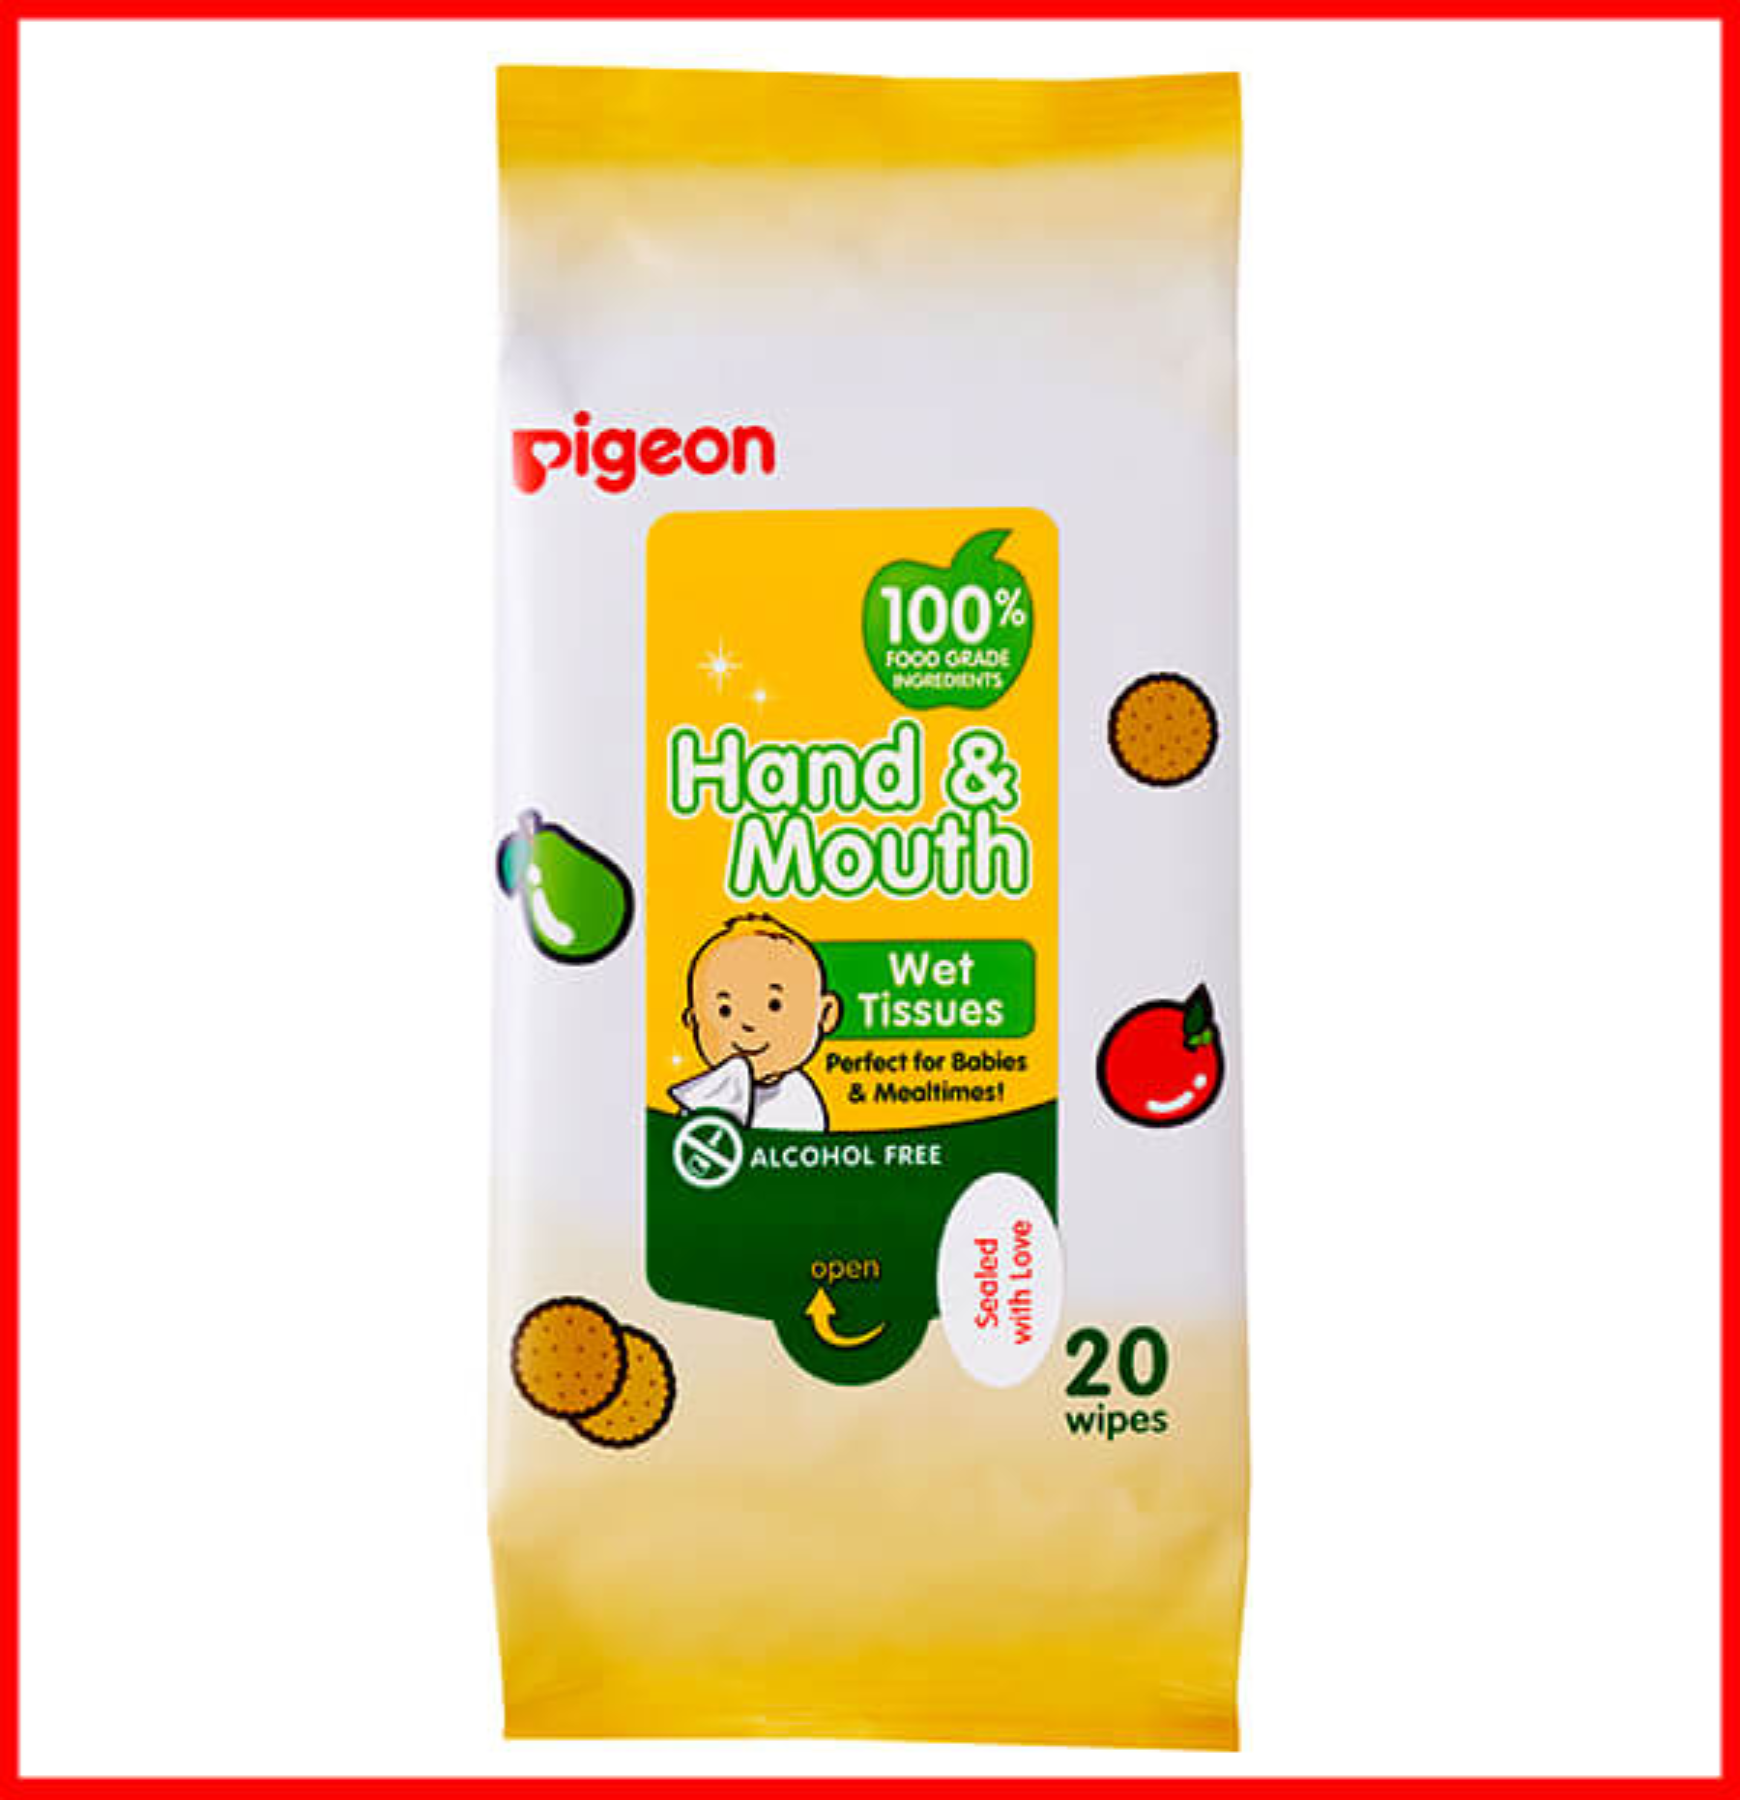 pigeon
100%
FOOD GRADE
INGREDIENTS
Hand &
Mouth
Wet
Tissues
Perfect for Babies
& Mealtimes!
ALCOHOL FREE
open
Sealed
with Love
20
wipes